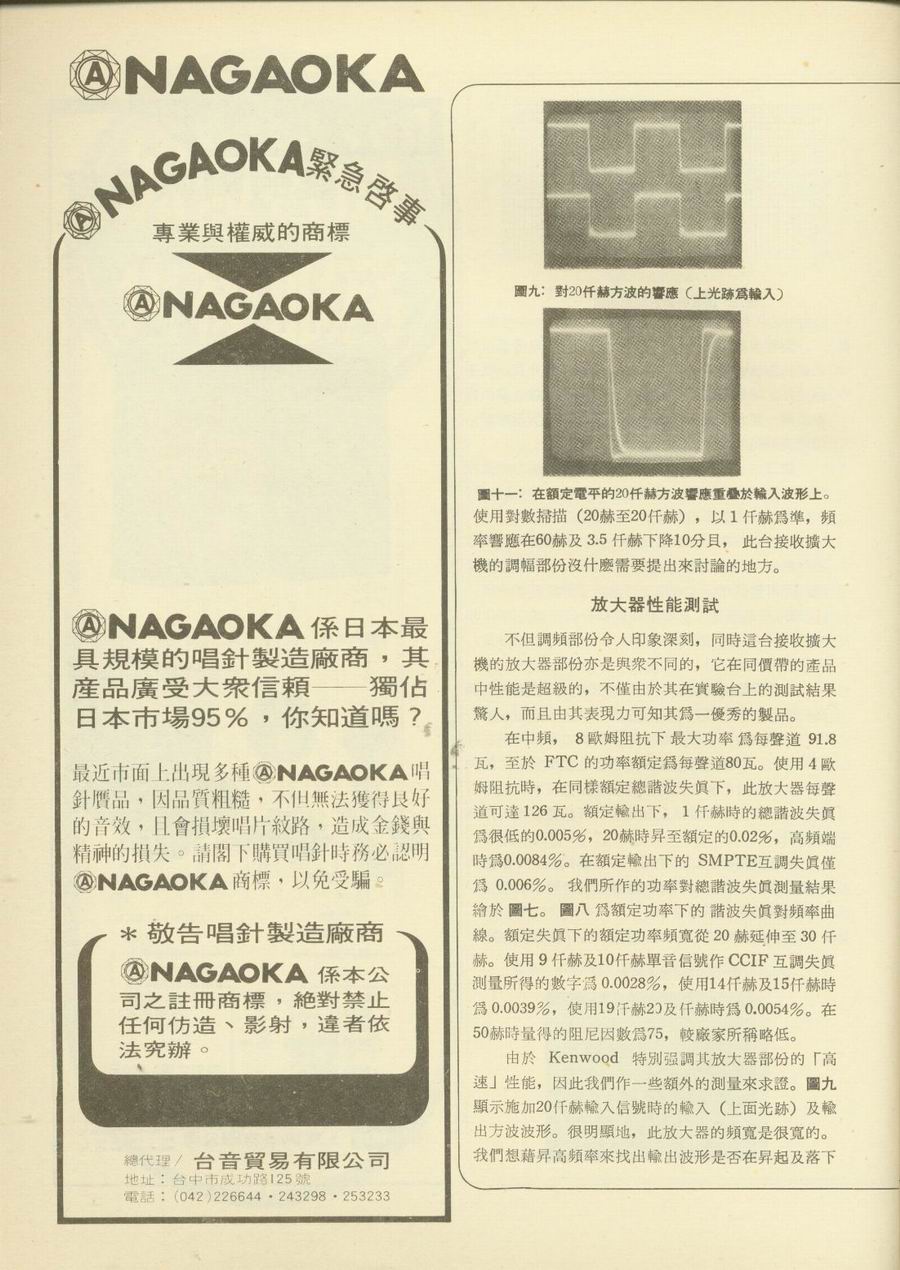 NAGAOKA
NAGAOKA緊急啓事
專業與權威的商標
NAGAOKA
NAGAOKA 係日本最
具規模的唱針製造廠商，其
産品廣受大衆信賴——獨佔
日本市場95%，你知道嗎？
最近市面上出現多種NAGAOKA唱
針贋品，因品質粗糙，不但無法獲得良好
的音效，且會損壞唱片紋路，造成金錢與
精神的損失。請閣下購買唱針時務必認明
NAGAOKA商標，以免受騙。
＊敬告唱針製造廠商
NAGAOKA 係本公
司之註冊商標，絕對禁止
任何仿造、影射，違者依
法究辦。
總代理／台音貿易有限公司
地址：台中市成功路125號
電話：(042)226644・243298・253233
圖九：對20仟赫方波的響應（上光跡爲輸入）
圖十一：在額定電平的20仟赫方波響應重疊於輸入波形上。
使用對數掃描（20赫至20仟赫），以1仟赫爲準，頻
率響應在60赫及3.5仟赫下降10分貝，此台接收擴大
機的調幅部份沒什麽需要提出來討論的地方。
放大器性能測試
不但調頻部份令人印象深刻，同時這台接收擴大
機的放大器部份亦是與衆不同的，它在同價帶的產品
中性能是超級的，不僅由於其在實驗台上的測試結果
驚人，而且由其表現力可知其爲一優秀的製品。
在中頻，8歐姆阻抗下最大功率爲每聲道91.8
瓦，至於FTC的功率額定爲每聲道80瓦。使用4歐
姆阻抗時，在同樣額定總諧波失眞下，此放大器每聲
道可達126瓦。額定輸出下，1仟赫時的總諧波失眞
爲很低的0.005%，20赫時昇至額定的0.02%，高頻端
時爲0.0084%。在額定輸出下的SMPTE互調失眞僅
爲0.006%。我們所作的功率對總諧波失眞測量結果
繪於圖七。圖八爲額定功率下的諧波失眞對頻率曲
線。額定失眞下的額定功率頻寬從20赫延伸至30仟
赫。使用9仟赫及10仟赫單音信號作CCIF互調失眞
測量所得的數字爲0.0028%，使用14仟赫及15仟赫時
爲0.0039%，使用19仟赫20及仟赫時爲0.0054%。在
50赫時量得的阻尼因數爲75，較廠家所稱略低。
由於Kenwood特別强調其放大器部份的「高
速」性能，因此我們作一些額外的測量來求證。圖九
顯示施加20仟赫輸入信號時的輸入（上面光跡）及輸
出方波波形。很明顯地，此放大器的頻寬是很寬的。
我們想藉昇高頻率來找出輸出波形是否在昇起及落下